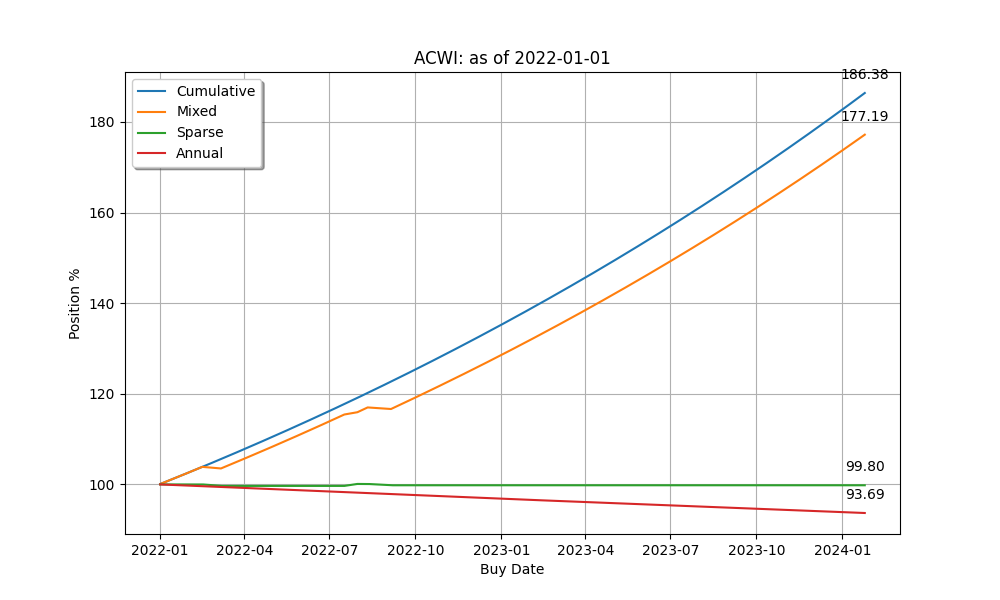 ACWI: as of 2022-01-01
186.38
Cumulative
Mixed
Sparse
Annual
177.19
180
160
140
120
100
99.80
93.69
Position %
2022-01 2022-04 2022-07 2022-10 2023-01 2023-04 2023-07 2023-10 2024-01
Buy Date